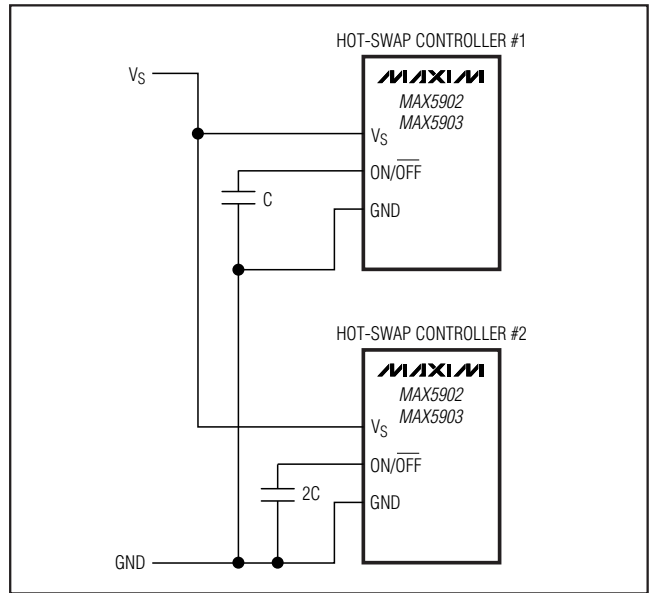 HOT-SWAP CONTROLLER #1
VS
MAXIM
MAX5902
MAX5903
VS
ON/OFF
C
GND
HOT-SWAP CONTROLLER #2
MAXIM
MAX5902
MAX5903
VS
ON/OFF
2C
GND
GND